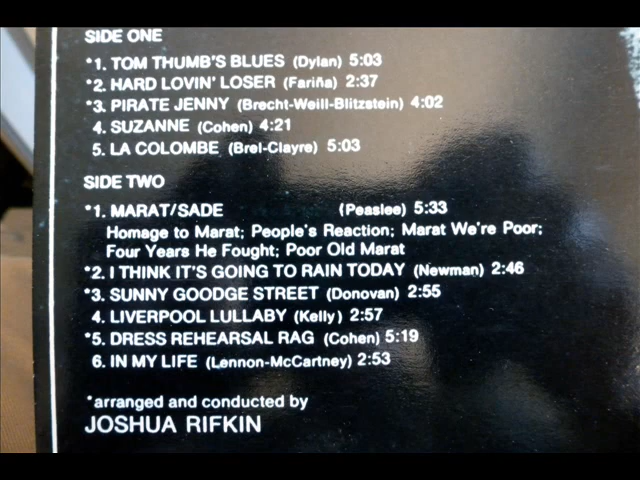 SIDE ONE
*1. TOM THUMB'S BLUES (Dylan) 5:03
*2. HARD LOVIN' LOSER (Fariña) 2:37
*3. PIRATE JENNY (Brecht-Weill-Blitzstein) 4:02
4. SUZANNE (Cohen) 4:21
5. LA COLOMBE (Brel-Clayre) 5:03
SIDE TWO
*1. MARAT/SADE (Peaslee) 5:33
Homage to Marat; People's Reaction; Marat We're Poor;
Four Years He Fought; Poor Old Marat
*2. I THINK IT'S GOING TO RAIN TODAY (Newman) 2:46
*3. SUNNY GOODGE STREET (Donovan) 2:55
4. LIVERPOOL LULLABY (Kelly) 2:57
*5. DRESS REHEARSAL RAG (Cohen) 5:19
6. IN MY LIFE (Lennon-McCartney) 2:53
*arranged and conducted by
JOSHUA RIFKIN